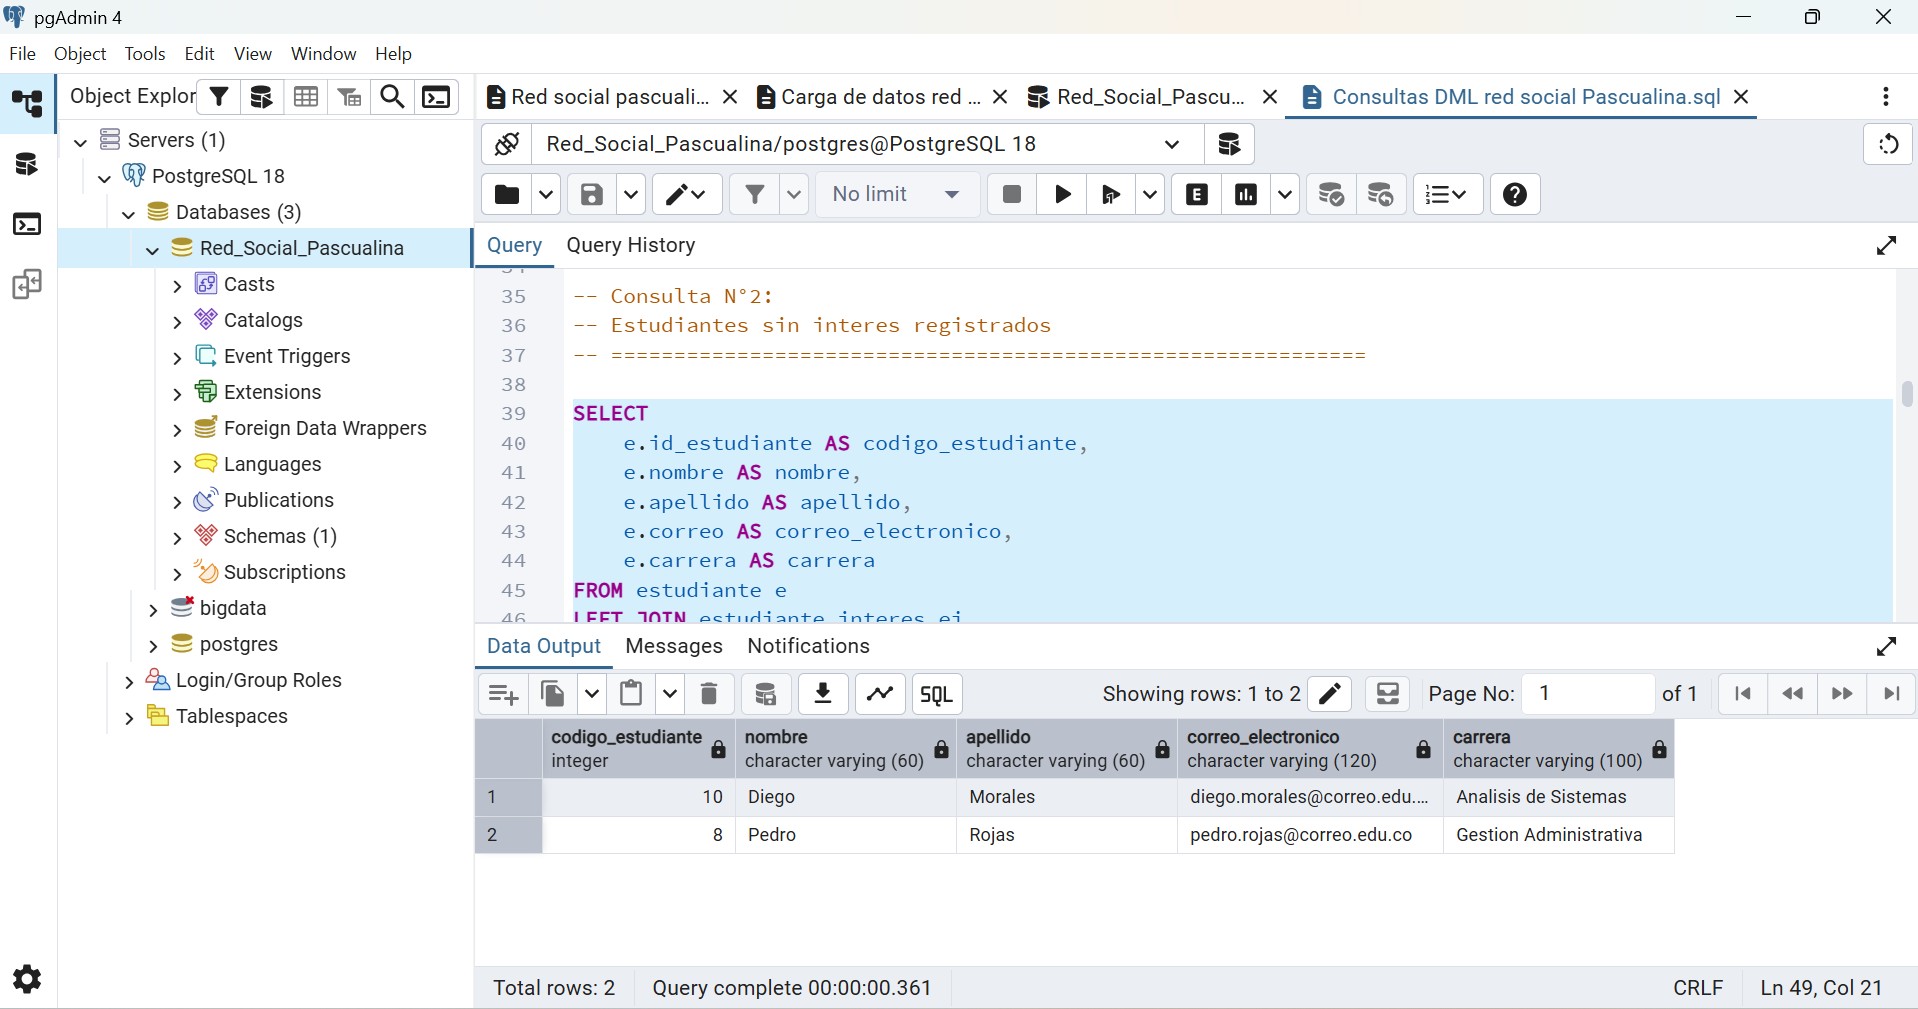 pgAdmin 4
File Object Tools Edit View Window Help
Object Explor
Red social pascuali...
Carga de datos red ...
Red_Social_Pascu...
Consultas DML red social Pascualina.sql
Servers (1)
PostgreSQL 18
Databases (3)
Red_Social_Pascualina
Casts
Catalogs
Event Triggers
Extensions
Foreign Data Wrappers
Languages
Publications
Schemas (1)
Subscriptions
bigdata
postgres
Login/Group Roles
Tablespaces
Red_Social_Pascualina/postgres@PostgreSQL 18
No limit
E
Query Query History
34
35 -- Consulta N°2:
36 -- Estudiantes sin interes registrados
37 -- ============================================================
38
39 SELECT
40 e.id_estudiante AS codigo_estudiante,
41 e.nombre AS nombre,
42 e.apellido AS apellido,
43 e.correo AS correo_electronico,
44 e.carrera AS carrera
45 FROM estudiante e
46 LEFT JOIN estudiante_interes ei
Data Output Messages Notifications
SQL
Showing rows: 1 to 2
Page No: 1 of 1
codigo_estudiante nombre apellido correo_electronico carrera
integer character varying (60) character varying (60) character varying (120) character varying (100)
1 10 Diego Morales diego.morales@correo.edu.... Analisis de Sistemas
2 8 Pedro Rojas pedro.rojas@correo.edu.co Gestion Administrativa
Total rows: 2 Query complete 00:00:00.361 CRLF Ln 49, Col 21